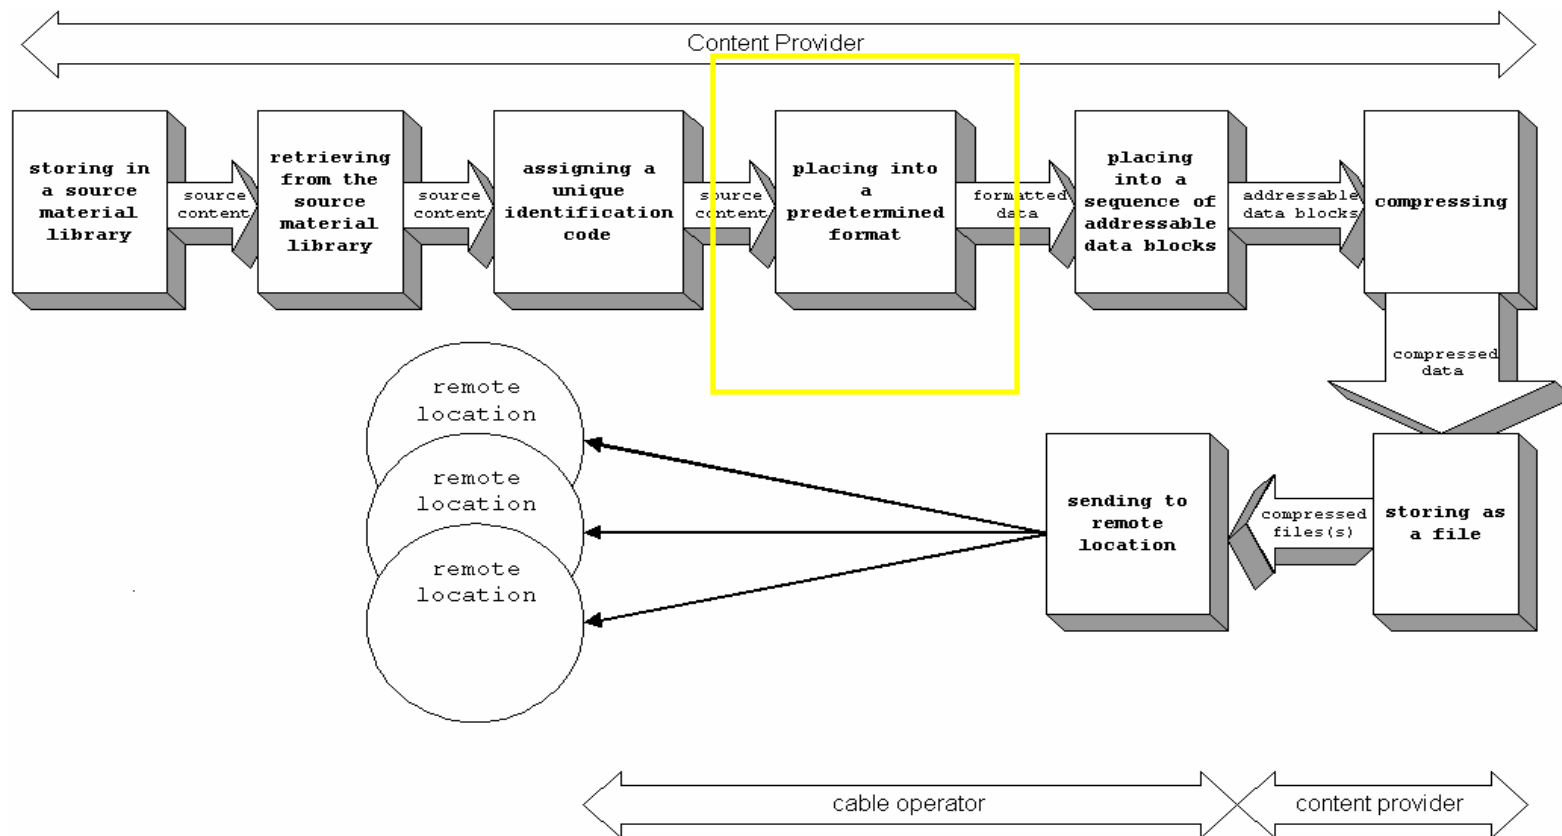 Content Provider
storing in
a source
material
library
source
content
retrieving
from the
source
material
library
source
content
assigning a
unique
identification
code
source
content
placing into
a
predetermined
format
formatted
data
placing
into a
sequence of
addressable
data blocks
addressable
data blocks
compressing
compressed
data
storing as
a file
compressed
files(s)
sending to
remote
location
remote
location
remote
location
remote
location
cable operator
content provider